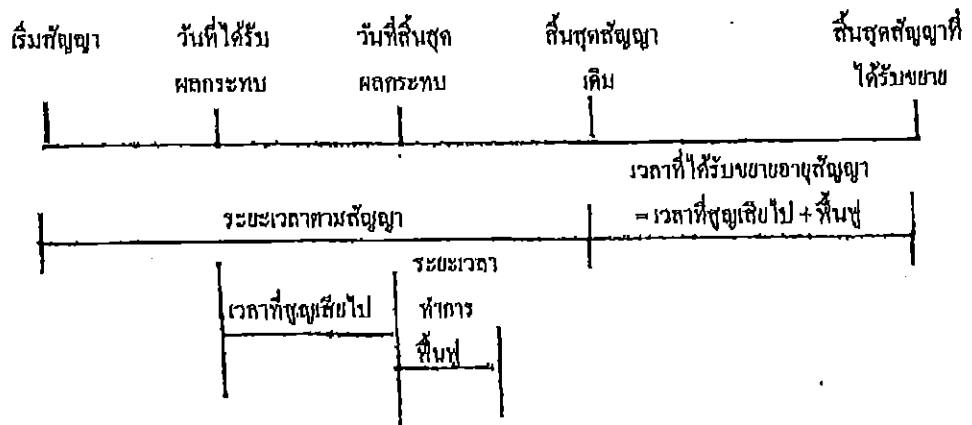 เริ่มสัญญา วันที่ได้รับ วันที่สิ้นสุด สิ้นสุดสัญญา สิ้นสุดสัญญาที่
ผลกระทบ ผลกระทบ เดิม ได้รับขยาย
เวลาที่ได้รับขยายอายุสัญญา
ระยะเวลาตามสัญญา = เวลาที่สูญเสียไป + ฟื้นฟู
ระยะเวลา
เวลาที่สูญเสียไป ทำการ
ฟื้นฟู